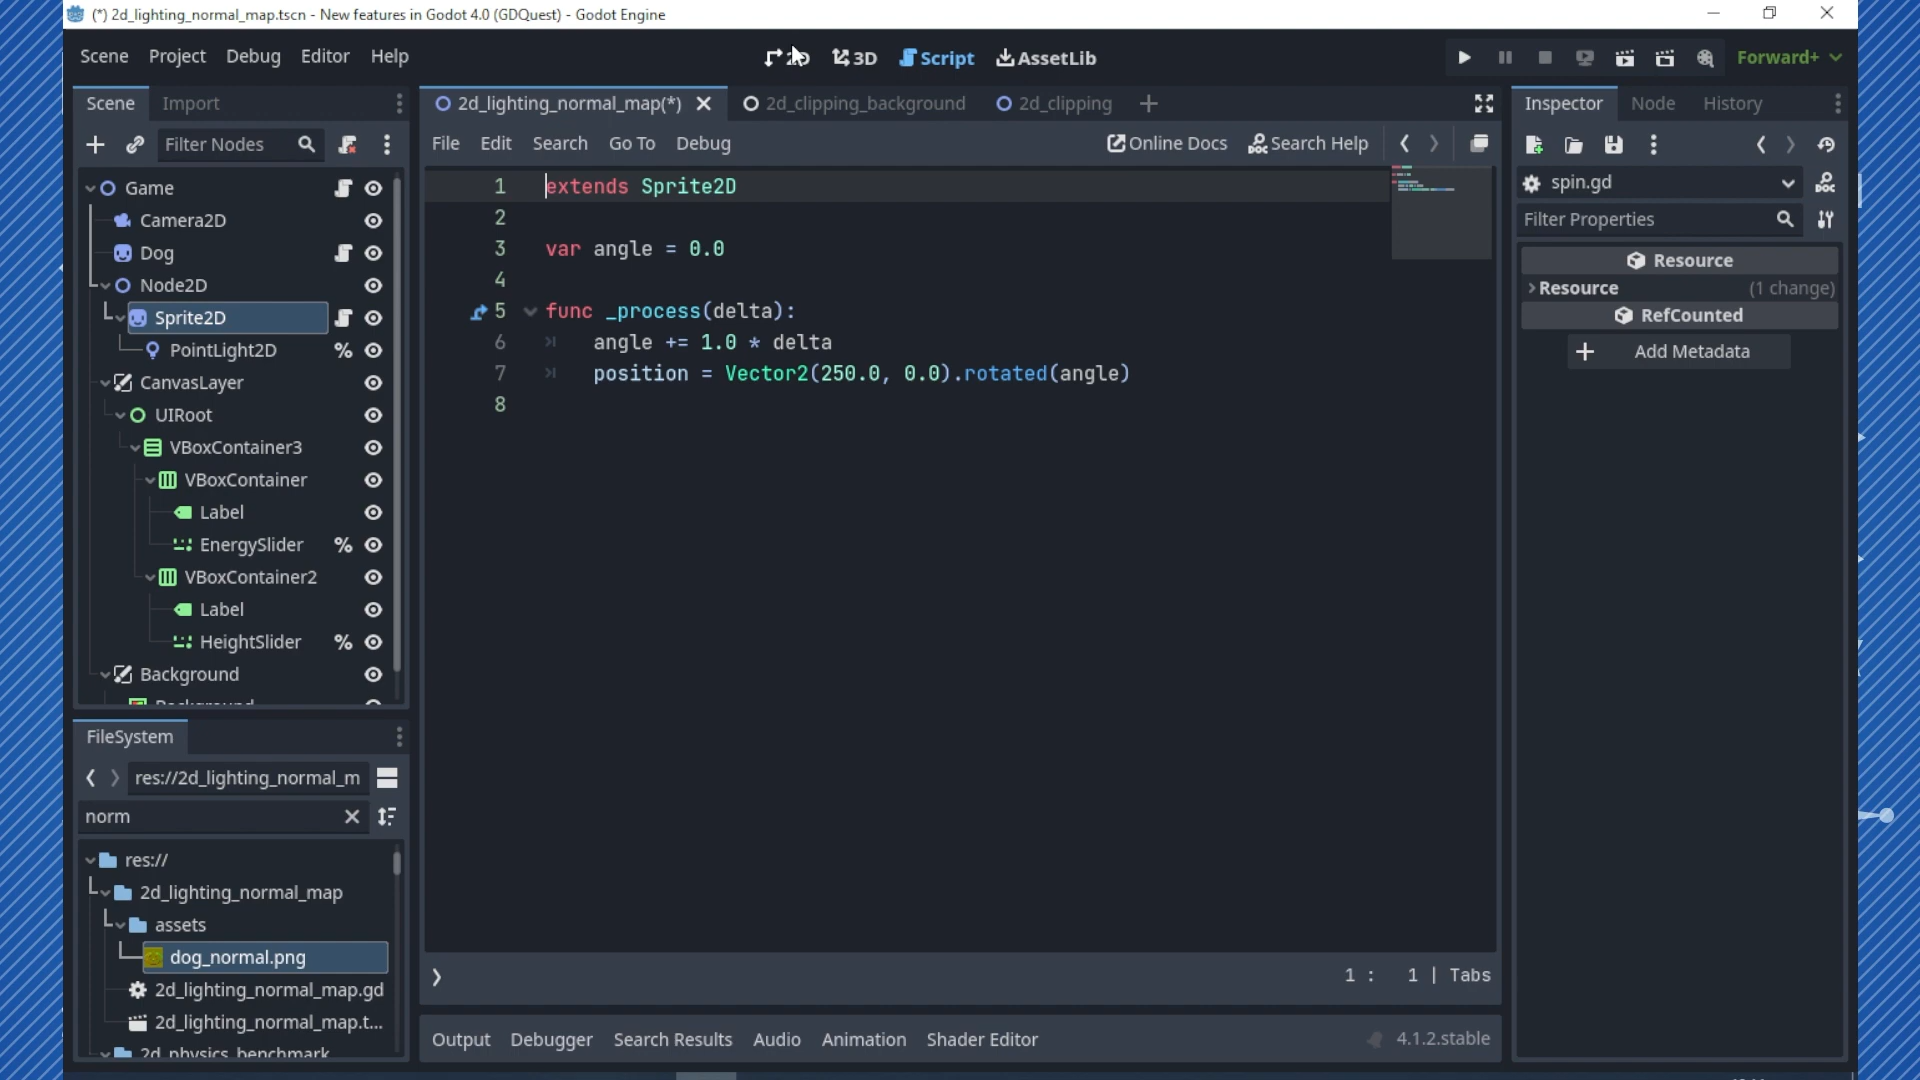 (*) 2d_lighting_normal_map.tscn - New features in Godot 4.0 (GDQuest) - Godot Engine
Scene Project Debug Editor Help
2D 3D Script AssetLib
Forward+
Scene Import
2d_lighting_normal_map(*) 2d_clipping_background 2d_clipping
Inspector Node History
Filter Nodes
File Edit Search Go To Debug
Online Docs Search Help
Game
Camera2D
Dog
Node2D
Sprite2D
PointLight2D %
CanvasLayer
UIRoot
VBoxContainer3
VBoxContainer
Label
EnergySlider %
VBoxContainer2
Label
HeightSlider %
Background
Background
1 extends Sprite2D
2
3 var angle = 0.0
4
5 func _process(delta):
6 angle += 1.0 * delta
7 position = Vector2(250.0, 0.0).rotated(angle)
8
1 : 1 | Tabs
spin.gd
Filter Properties
Resource
Resource (1 change)
RefCounted
Add Metadata
FileSystem
res://2d_lighting_normal_m
norm
res://
2d_lighting_normal_map
assets
dog_normal.png
2d_lighting_normal_map.gd
2d_lighting_normal_map.t...
2d_physics_benchmark
Output Debugger Search Results Audio Animation Shader Editor
4.1.2.stable